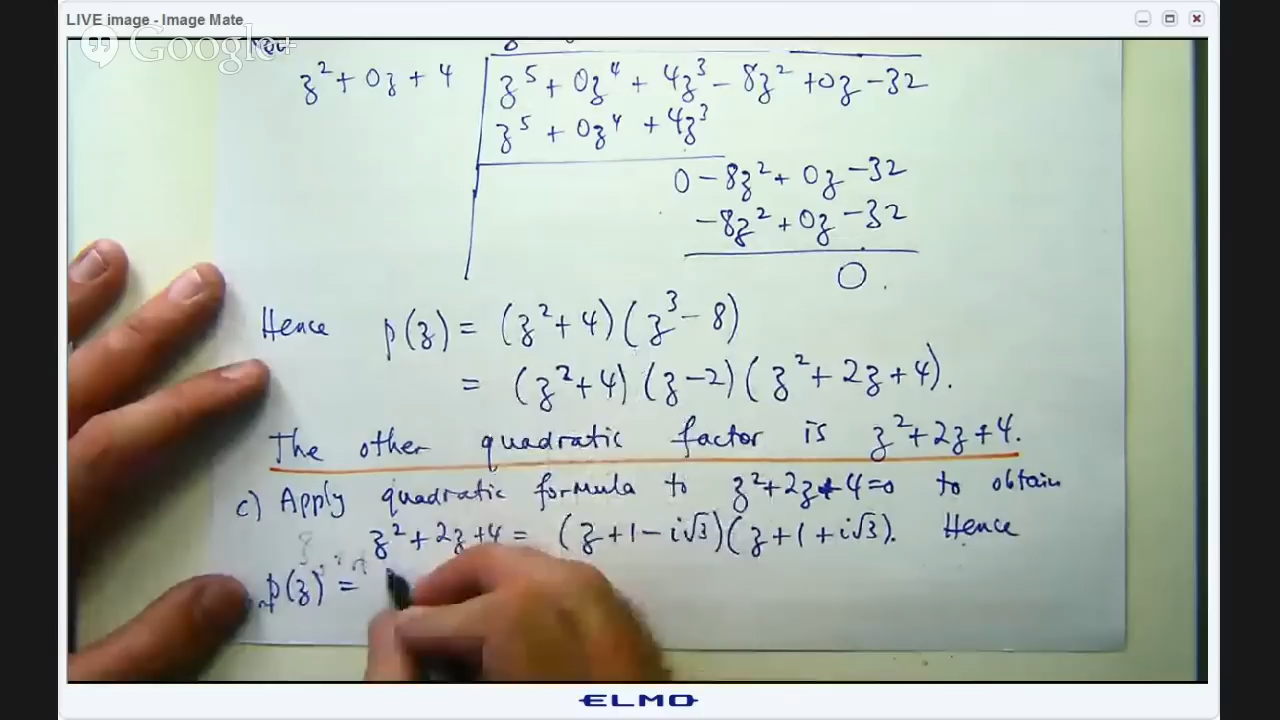 LIVE image - Image Mate
Google+
z² + 0z + 4 z⁵ + 0z⁴ + 4z³ - 8z² + 0z - 32
z⁵ + 0z⁴ + 4z³
0 - 8z² + 0z - 32
- 8z² + 0z - 32
0.
Hence p(z) = (z² + 4)(z³ - 8)
= (z² + 4)(z - 2)(z² + 2z + 4).
The other quadratic factor is z² + 2z + 4.
c) Apply quadratic formula to z² + 2z + 4 = 0 to obtain
z² + 2z + 4 = (z + 1 - i√3)(z + 1 + i√3). Hence
p(z) =
ELMO